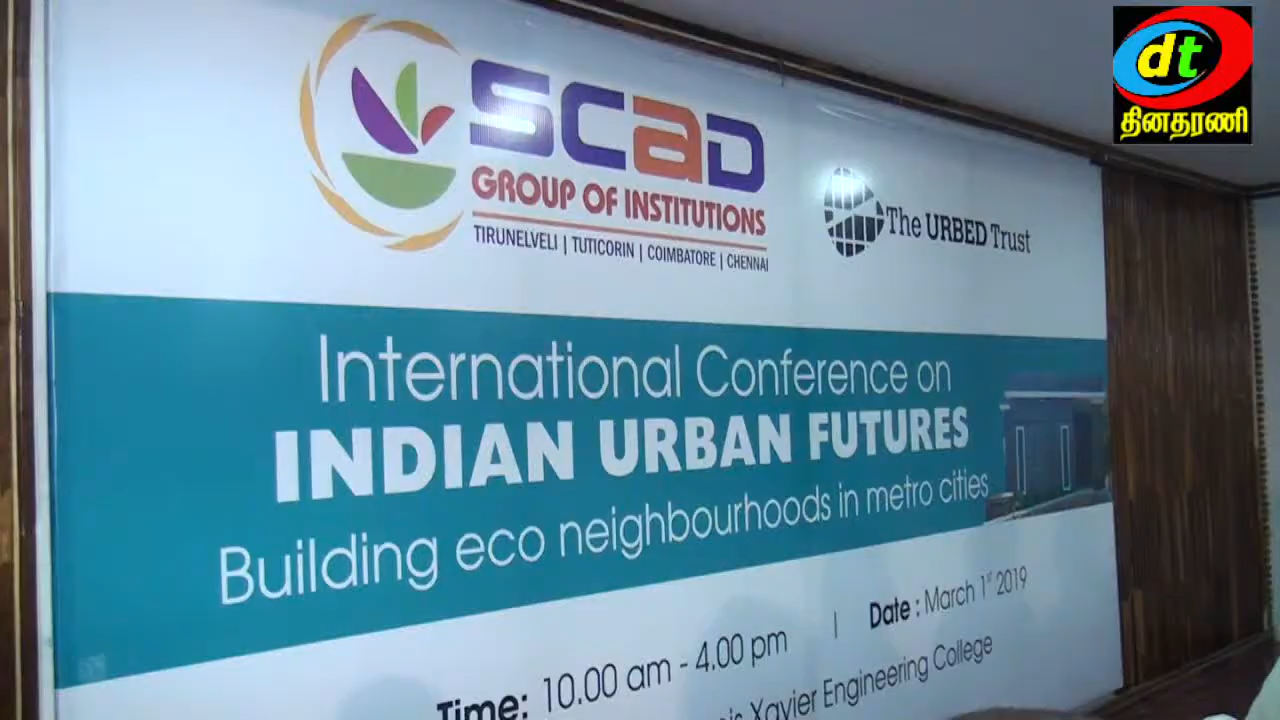 dt
தினதரணி
SCAD
GROUP OF INSTITUTIONS
TIRUNELVELI | TUTICORIN | COIMBATORE | CHENNAI
The URBED Trust
International Conference on
INDIAN URBAN FUTURES
Building eco neighbourhoods in metro cities
Time: 10.00 am - 4.00 pm | Date : March 1st 2019
Xavier Engineering College